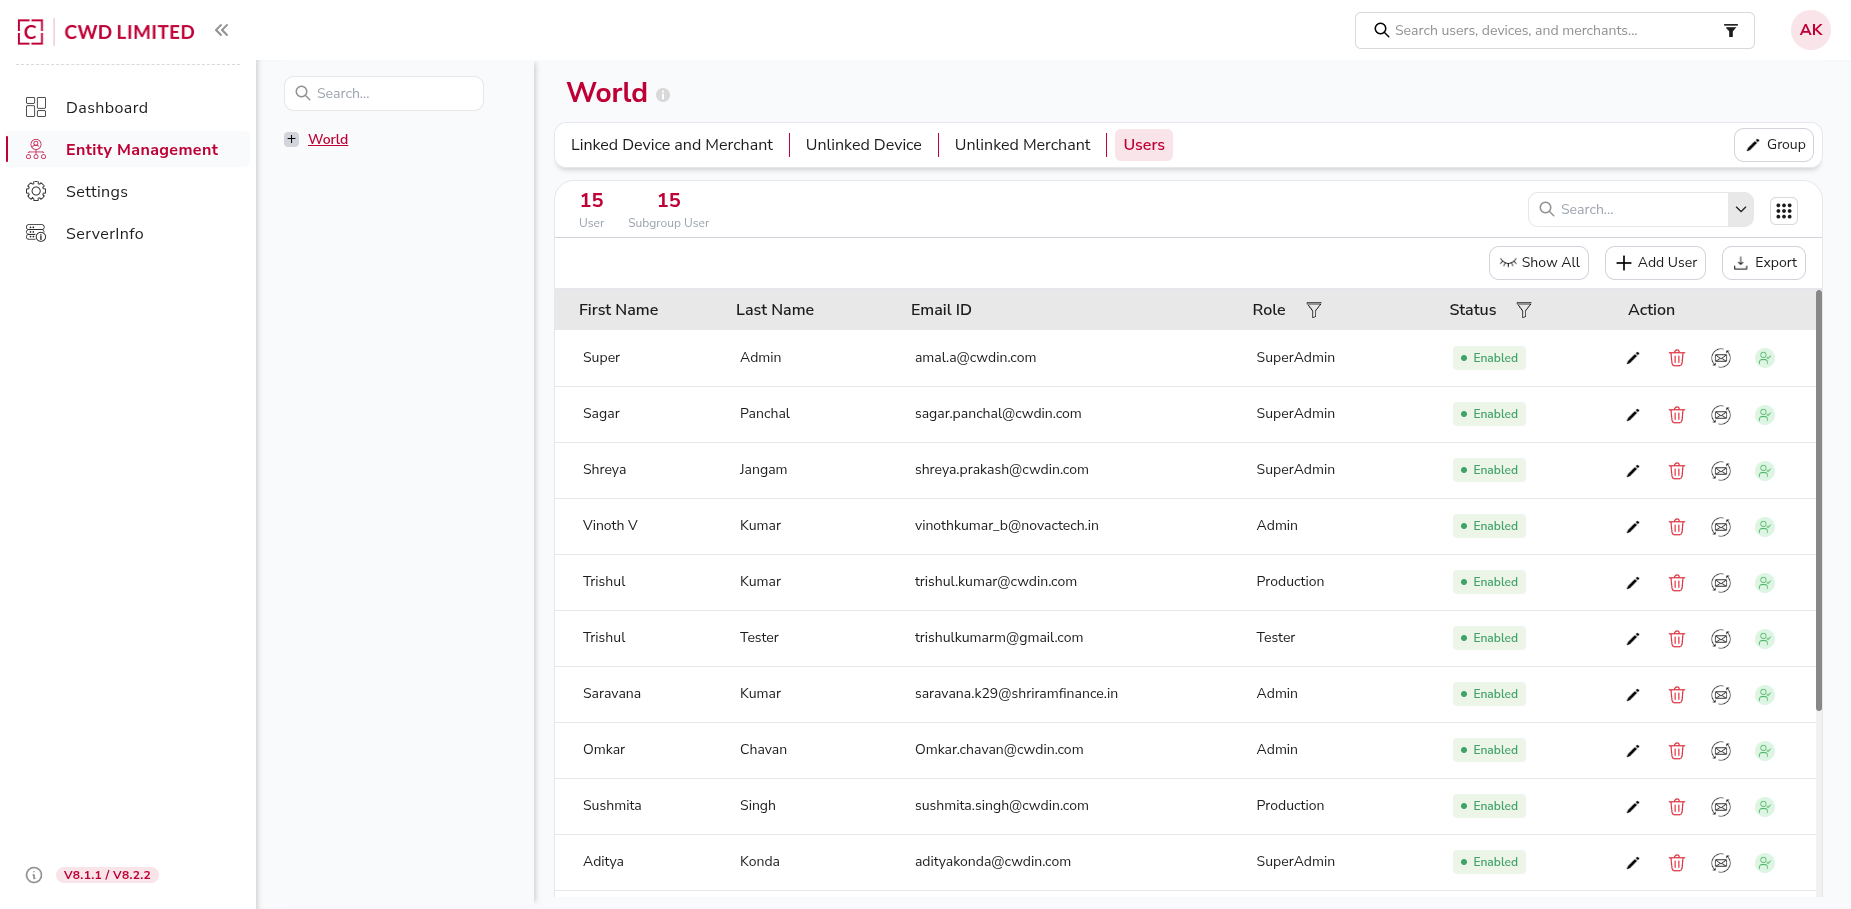 C CWD LIMITED
Search users, devices, and merchants...
AK
Dashboard
Entity Management
Settings
ServerInfo
V8.1.1 / V8.2.2
Search...
+ World
World
Linked Device and Merchant Unlinked Device Unlinked Merchant Users Group
15 15
User Subgroup User
Search...
Show All Add User Export
First Name Last Name Email ID Role Status Action
Super Admin amal.a@cwdin.com SuperAdmin Enabled
Sagar Panchal sagar.panchal@cwdin.com SuperAdmin Enabled
Shreya Jangam shreya.prakash@cwdin.com SuperAdmin Enabled
Vinoth V Kumar vinothkumar_b@novactech.in Admin Enabled
Trishul Kumar trishul.kumar@cwdin.com Production Enabled
Trishul Tester trishulkumarm@gmail.com Tester Enabled
Saravana Kumar saravana.k29@shriramfinance.in Admin Enabled
Omkar Chavan Omkar.chavan@cwdin.com Admin Enabled
Sushmita Singh sushmita.singh@cwdin.com Production Enabled
Aditya Konda adityakonda@cwdin.com SuperAdmin Enabled